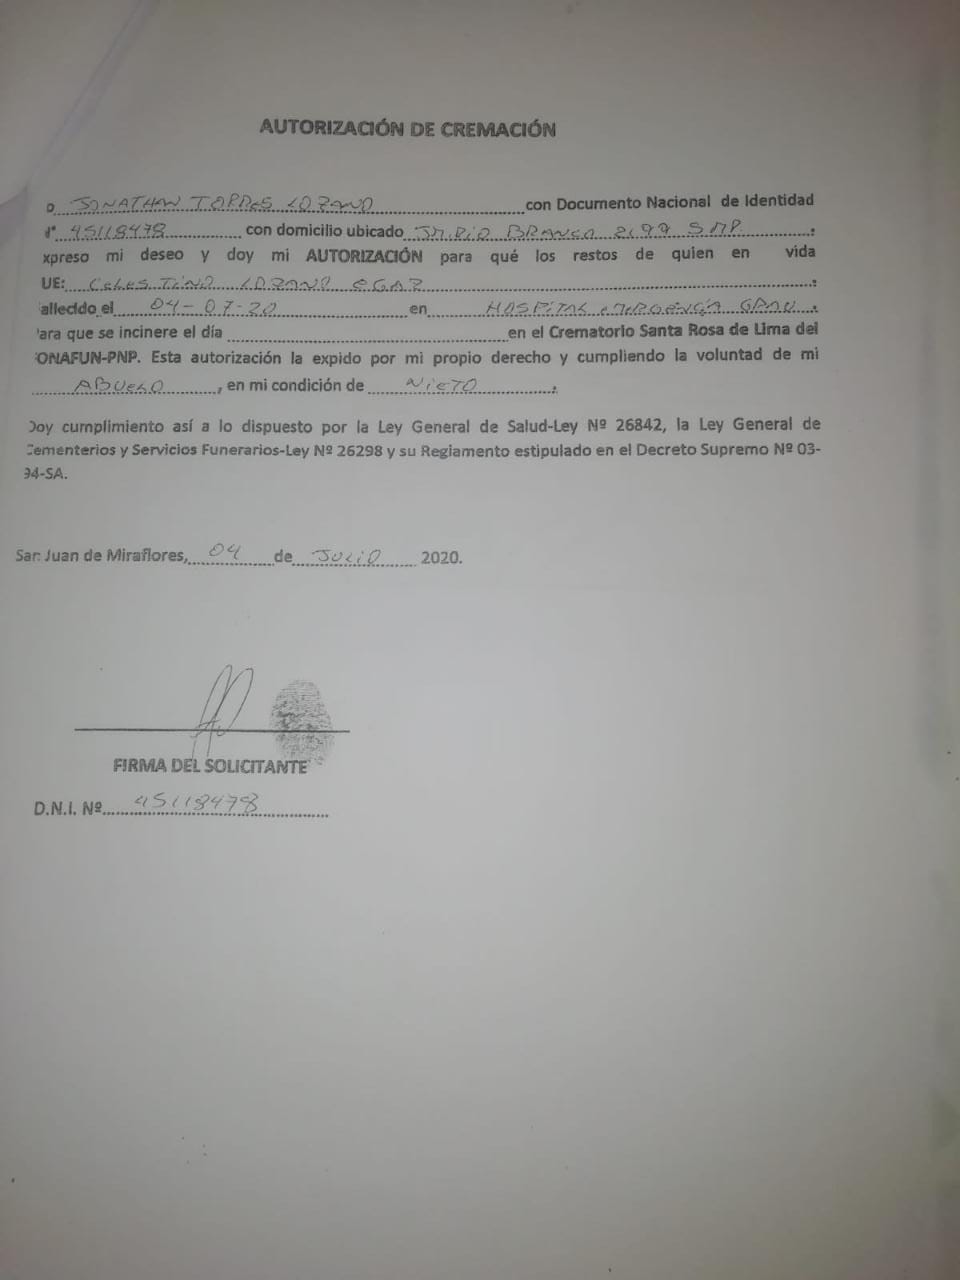 AUTORIZACIÓN DE CREMACIÓN
o JONATHAN TORRES LOZANO con Documento Nacional de Identidad
d° 45118478 con domicilio ubicado JR. RIO BRANCO 2199 S.M.P.
xpreso mi deseo y doy mi AUTORIZACIÓN para qué los restos de quien en vida
UE: CELESTINO LOZANO EGAR
alleddo el 04-07-20 en HOSPITAL EMERGENCIA GRAU
ara que se incinere el día en el Crematorio Santa Rosa de Lima del
ONAFUN-PNP. Esta autorización la expido por mi propio derecho y cumpliendo la voluntad de mi
ABUELO, en mi condición de NIETO.
Doy cumplimiento así a lo dispuesto por la Ley General de Salud-Ley Nº 26842, la Ley General de
Cementerios y Servicios Funerarios-Ley Nº 26298 y su Reglamento estipulado en el Decreto Supremo Nº 03-
94-SA.
San Juan de Miraflores, 04 de JULIO 2020.
FIRMA DEL SOLICITANTE
D.N.I. Nº 45118478